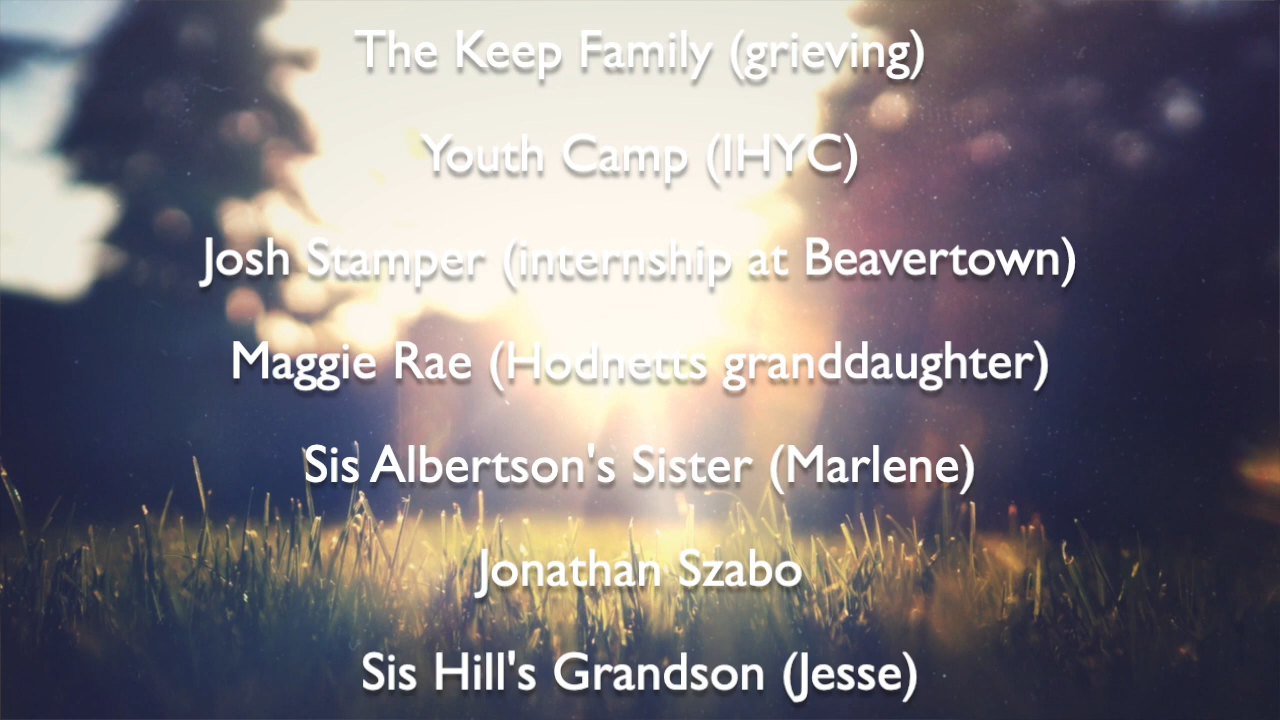 The Keep Family (grieving)
Youth Camp (IHYC)
Josh Stamper (internship at Beavertown)
Maggie Rae (Hodnetts granddaughter)
Sis Albertson's Sister (Marlene)
Jonathan Szabo
Sis Hill's Grandson (Jesse)